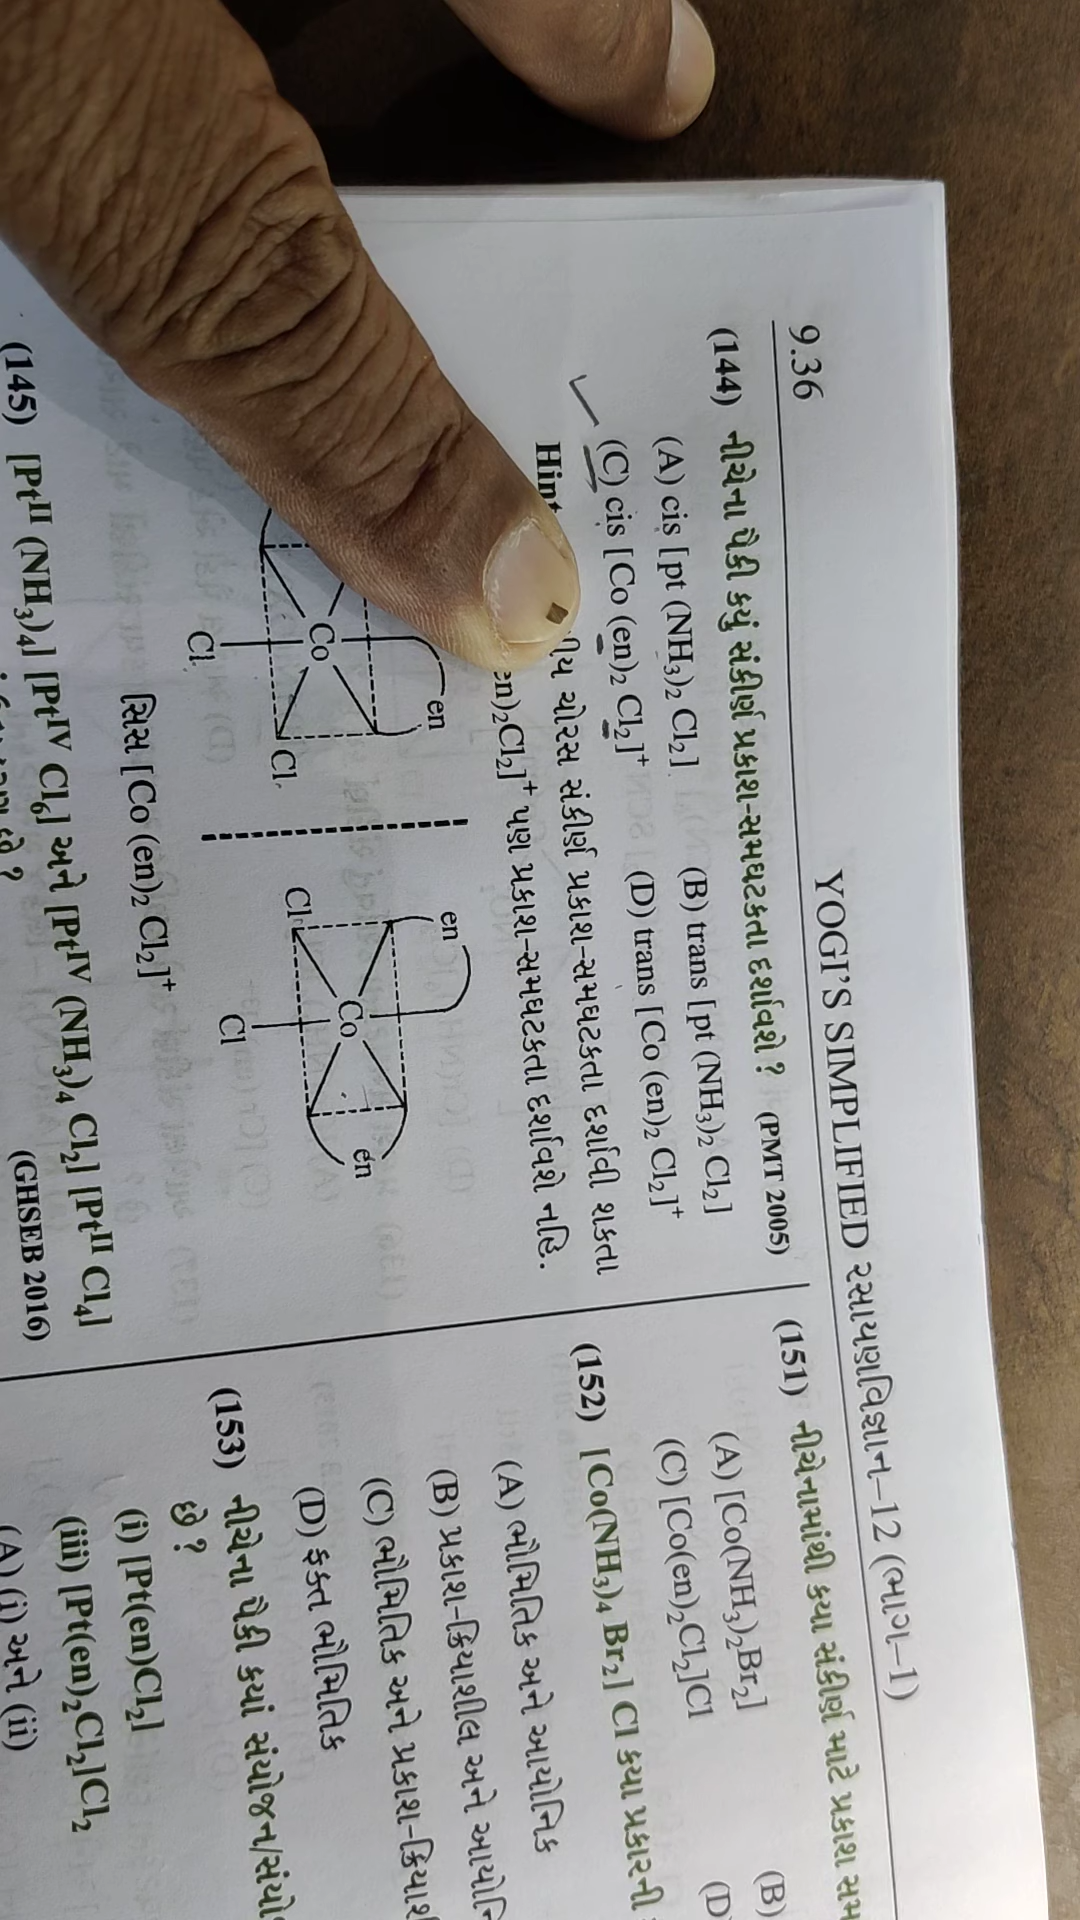 9.36
YOGI'S SIMPLIFIED રસાયણવિજ્ઞાન-12 (ભાગ-1)
(144) નીચેના પૈકી કયું સંકીર્ણ પ્રકાશ-સમઘટકતા દર્શાવશે ? (PMT 2005)
(A) cis [pt (NH₃)₂ Cl₂] (B) trans [pt (NH₃)₂ Cl₂]
(C) cis [Co (en)₂ Cl₂]⁺ (D) trans [Co (en)₂ Cl₂]⁺
Hint ચોરસ સંકીર્ણ પ્રકાશ-સમઘટકતા દર્શાવી શકતા
en)₂Cl₂]⁺ પણ પ્રકાશ-સમઘટકતા દર્શાવશે નહિ.
en en
Co Cl Cl
Cl Co en
Cl
સિસ [Co (en)₂ Cl₂]⁺
(145) [Ptᴵᴵ (NH₃)₄] [Ptᴵⱽ Cl₆] અને [Ptᴵⱽ (NH₃)₄ Cl₂] [Ptᴵᴵ Cl₄]
છે ?
(GHSEB 2016)
(151) નીચેનામાંથી કયા સંકીર્ણ માટે પ્રકાશ
(A) [Co(NH₃)₂Br₂] (B)
(C) [Co(en)₂Cl₂]Cl (D
(152) [Co(NH₃)₄ Br₂] Cl કયા પ્રકારની
(A) ભૌમિતિક અને આયોનિક
(B) પ્રકાશ-ક્રિયાશીલ અને
(C) ભૌમિતિક અને
(D) ફક્ત ભૌમિતિક
(153) નીચેના પૈકી કયાં
છે ?
(i) [Pt(en)Cl₂]
(iii) [Pt(en)₂Cl₂]Cl₂
(A) (i) અને (ii)